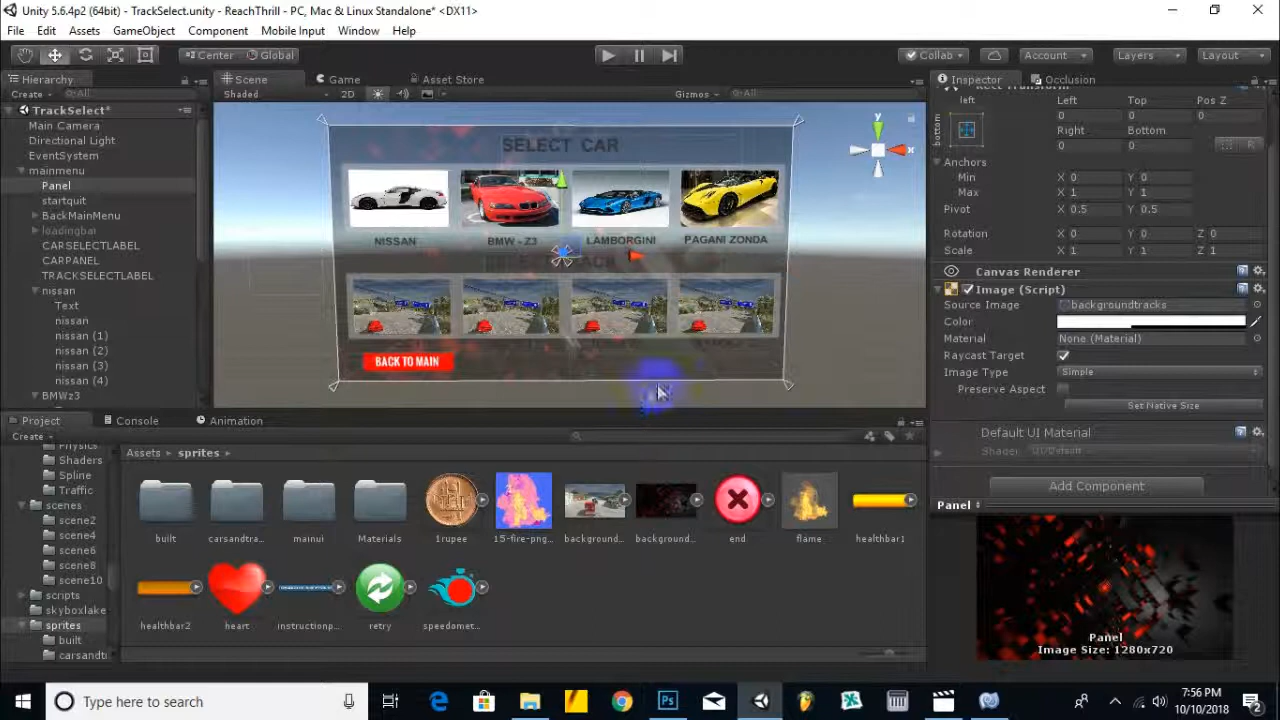 Unity 5.6.4p2 (64bit) - TrackSelect.unity - ReachThrill - PC, Mac & Linux Standalone* <DX11>
File Edit Assets GameObject Component Mobile Input Window Help
Center Global Collab Account Layers Layout
Hierarchy Scene Game Asset Store Inspector Occlusion
Create All Shaded 2D Gizmos All
TrackSelect*
Main Camera
Directional Light
EventSystem
mainmenu
Panel
startquit
BackMainMenu
loadingbar
CARSELECTLABEL
CARPANEL
TRACKSELECTLABEL
nissan
Text
nissan
nissan (1)
nissan (2)
nissan (3)
nissan (4)
BMWz3
SELECT CAR
NISSAN BMW - Z3 LAMBORGINI PAGANI ZONDA
BACK TO MAIN
y
x
left
bottom
Left Top Pos Z
0 0 0
Right Bottom
0 0 R
Anchors
Min X 0 Y 0
Max X 1 Y 1
Pivot X 0.5 Y 0.5
Rotation X 0 Y 0 Z 0
Scale X 1 Y 1 Z 1
Canvas Renderer
Image (Script)
Source Image backgroundtracks
Color
Material None (Material)
Raycast Target
Image Type Simple
Preserve Aspect
Set Native Size
Default UI Material
Shader UI/Default
Add Component
Panel
Panel
Image Size: 1280x720
Project Console Animation
Create
Physics
Shaders
Spline
Traffic
scenes
scene2
scene4
scene6
scene8
scene10
scripts
skyboxlake
sprites
built
carsandt
Assets sprites
built carsandtra... mainui Materials 1rupee 15-fire-png... background... background... end flame healthbar1
healthbar2 heart instructionp... retry speedomet...
Type here to search
7:56 PM
10/10/2018
2